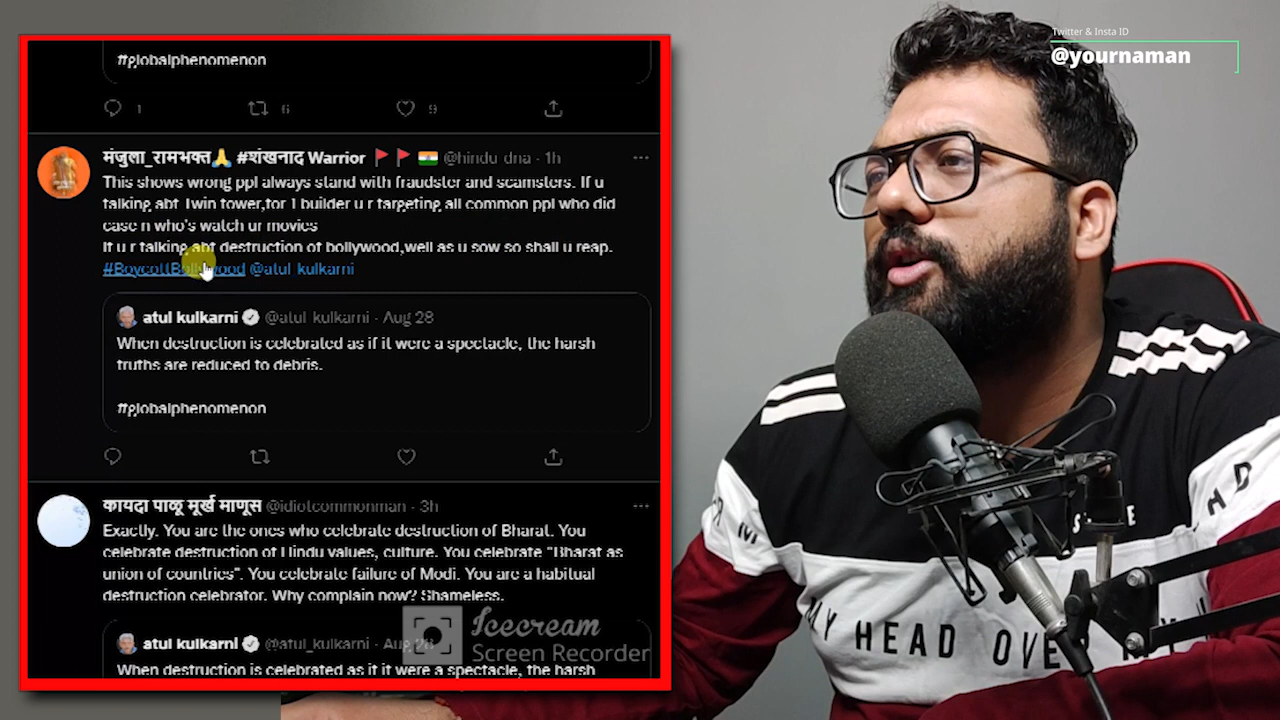 Twitter & Insta ID
@yournaman
#globalphenomenon
1 6 9
मंजुला_रामभक्त🙏 #शंखनाद Warrior 🚩 🚩 🇮🇳 @hindu_dna · 1h
This shows wrong ppl always stand with fraudster and scamsters. If u
talking abt Twin tower,for 1 builder u r targeting all common ppl who did
case n who's watch ur movies
If u r talking abt destruction of bollywood,well as u sow so shall u reap.
#BoycottBollywood @atul_kulkarni
atul kulkarni @atul_kulkarni · Aug 28
When destruction is celebrated as if it were a spectacle, the harsh
truths are reduced to debris.
#globalphenomenon
कायदा पाळू मूर्ख माणूस @idiotcommonman · 3h
Exactly. You are the ones who celebrate destruction of Bharat. You
celebrate destruction of Hindu values, culture. You celebrate "Bharat as
union of countries". You celebrate failure of Modi. You are a habitual
destruction celebrator. Why complain now? Shameless.
atul kulkarni @atul_kulkarni · Aug 28
When destruction is celebrated as if it were a spectacle, the harsh
Icecream
Screen Recorder
MY HEAD OVER MY